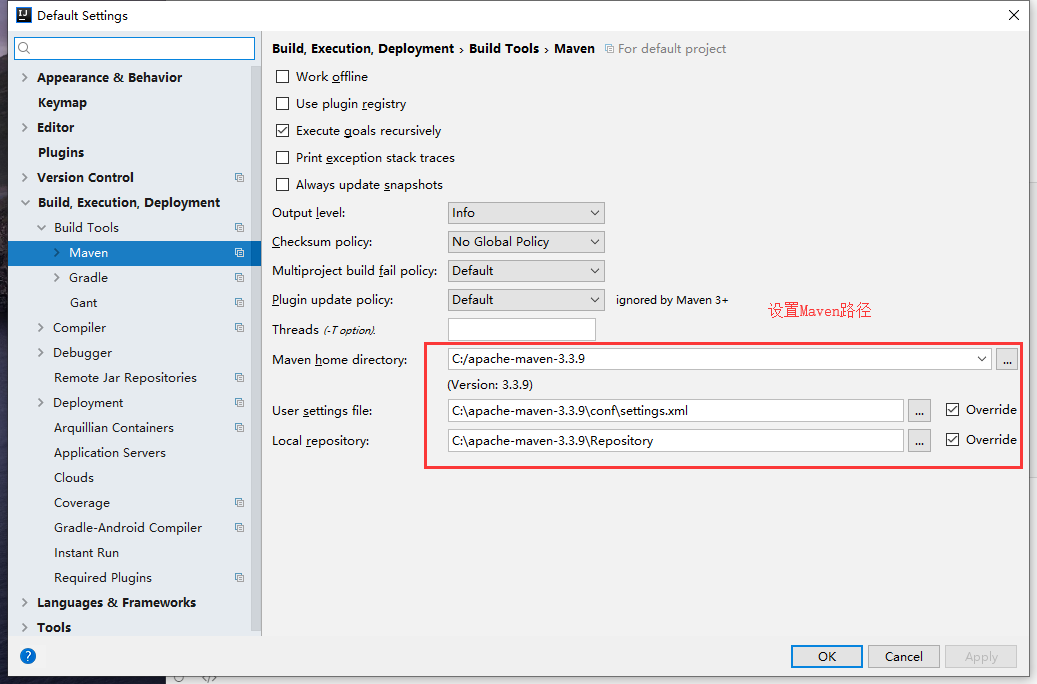 Default Settings
Build, Execution, Deployment › Build Tools › Maven For default project
Appearance & Behavior
Keymap
Editor
Plugins
Version Control
Build, Execution, Deployment
Build Tools
Maven
Gradle
Gant
Compiler
Debugger
Remote Jar Repositories
Deployment
Arquillian Containers
Application Servers
Clouds
Coverage
Gradle-Android Compiler
Instant Run
Required Plugins
Languages & Frameworks
Tools
Work offline
Use plugin registry
Execute goals recursively
Print exception stack traces
Always update snapshots
Output level: Info
Checksum policy: No Global Policy
Multiproject build fail policy: Default
Plugin update policy: Default ignored by Maven 3+
设置Maven路径
Threads (-T option).
Maven home directory: C:/apache-maven-3.3.9 ...
(Version: 3.3.9)
User settings file: C:\apache-maven-3.3.9\conf\settings.xml ... Override
Local repository: C:\apache-maven-3.3.9\Repository ... Override
? OK Cancel Apply